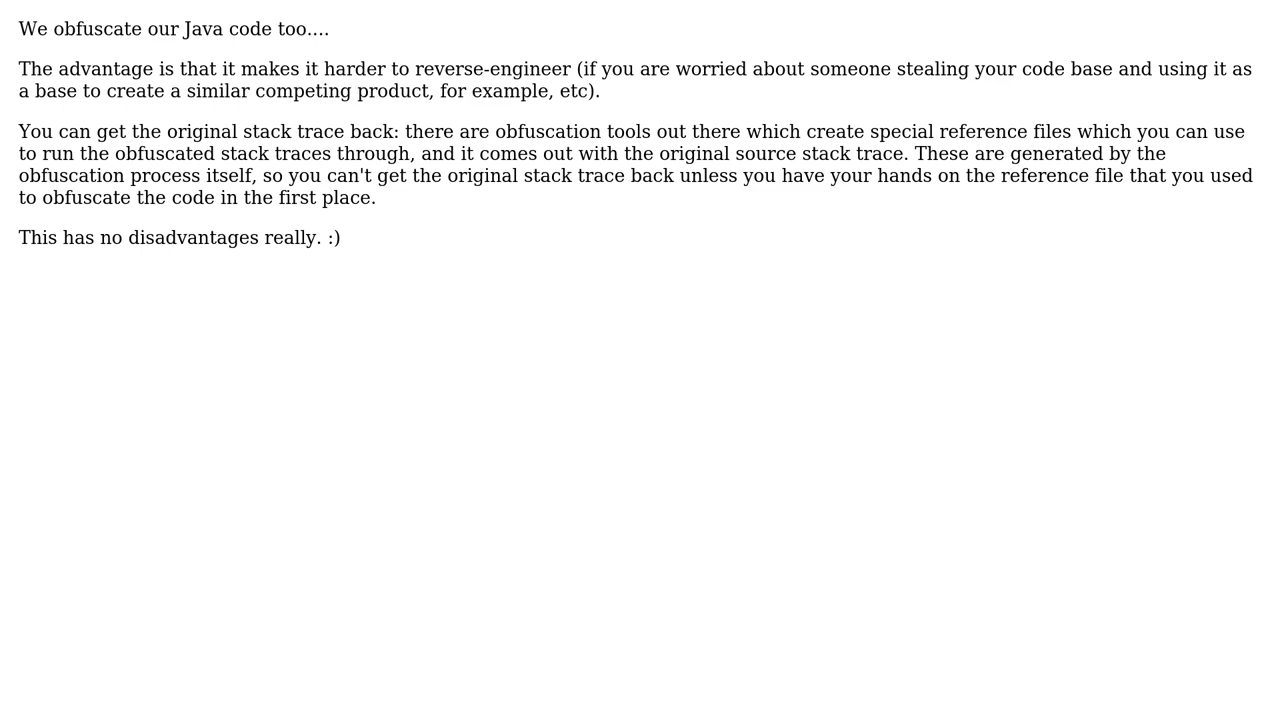 We obfuscate our Java code too....
The advantage is that it makes it harder to reverse-engineer (if you are worried about someone stealing your code base and using it as
a base to create a similar competing product, for example, etc).
You can get the original stack trace back: there are obfuscation tools out there which create special reference files which you can use
to run the obfuscated stack traces through, and it comes out with the original source stack trace. These are generated by the
obfuscation process itself, so you can't get the original stack trace back unless you have your hands on the reference file that you used
to obfuscate the code in the first place.
This has no disadvantages really. :)